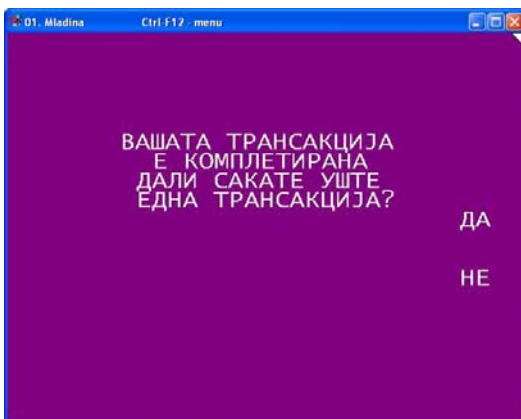 01. Mladina Ctrl-F12 - menu
ВАШАТА ТРАНСАКЦИЈА
Е КОМПЛЕТИРАНА
ДАЛИ САКАТЕ УШТЕ
ЕДНА ТРАНСАКЦИЈА?
ДА
НЕ